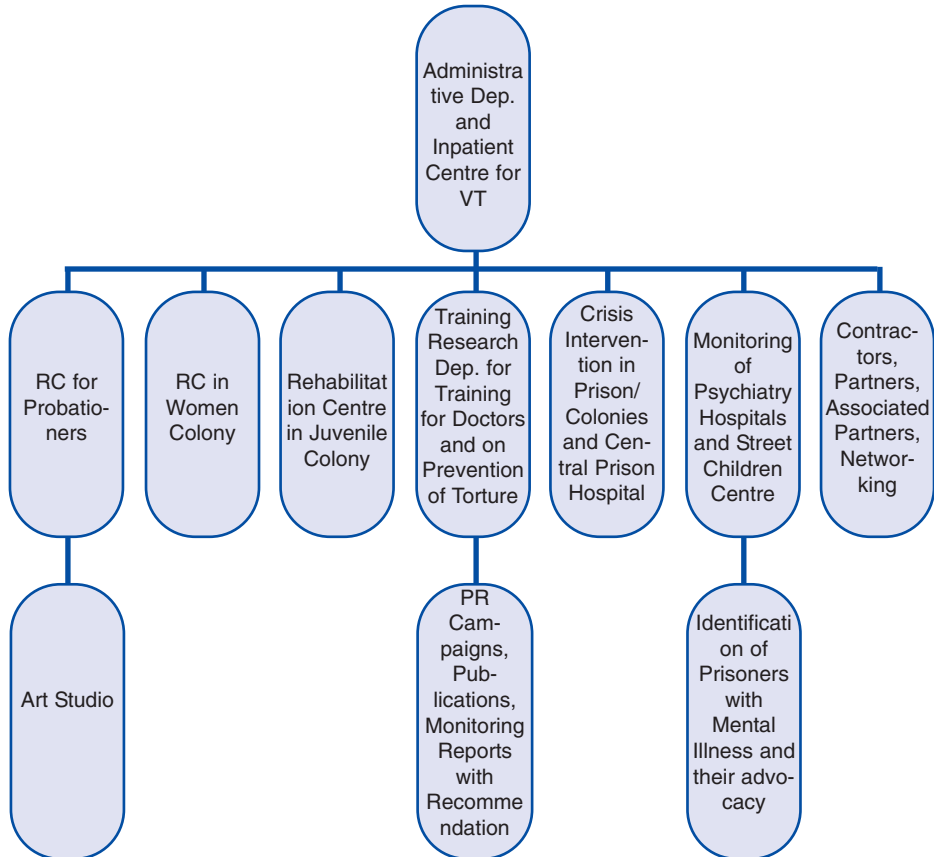 Administra
tive Dep.
and
Inpatient
Centre for
VT
RC for
Probatio-
ners
RC in
Women
Colony
Rehabilitat
ion Centre
in Juvenile
Colony
Training
Research
Dep. for
Training
for Doctors
and on
Prevention
of Torture
Crisis
Interven-
tion in
Prison/
Colonies
and Cen-
tral Prison
Hospital
Monitoring
of
Psychiatry
Hospitals
and Street
Children
Centre
Contrac-
tors,
Partners,
Associated
Partners,
Networ-
king
Art Studio
PR
Cam-
paigns,
Pub-
lications,
Monitoring
Reports
with
Recomme
ndation
Identificati
on of
Prisoners
with
Mental
Illness and
their advo-
cacy